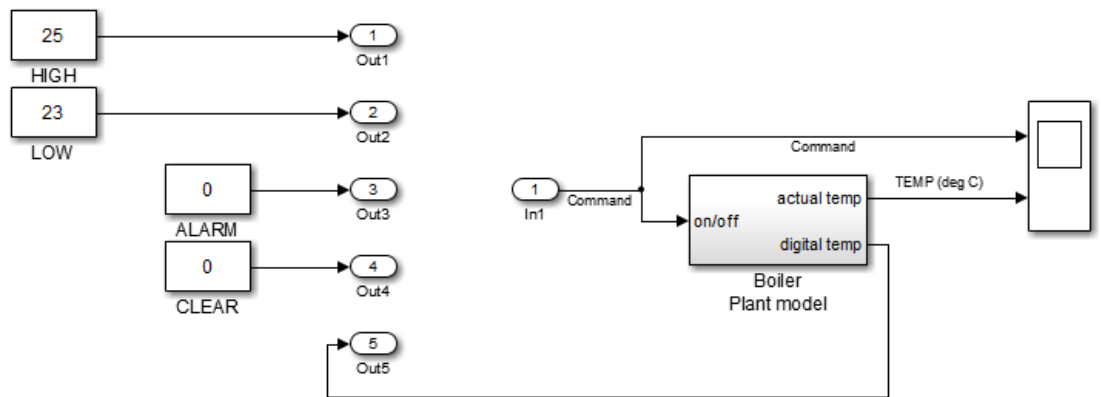 25
HIGH
23
LOW
0
ALARM
0
CLEAR
1
Out1
2
Out2
3
Out3
4
Out4
5
Out5
1
In1
Command
Command
on/off
actual temp
digital temp
Boiler
Plant model
TEMP (deg C)